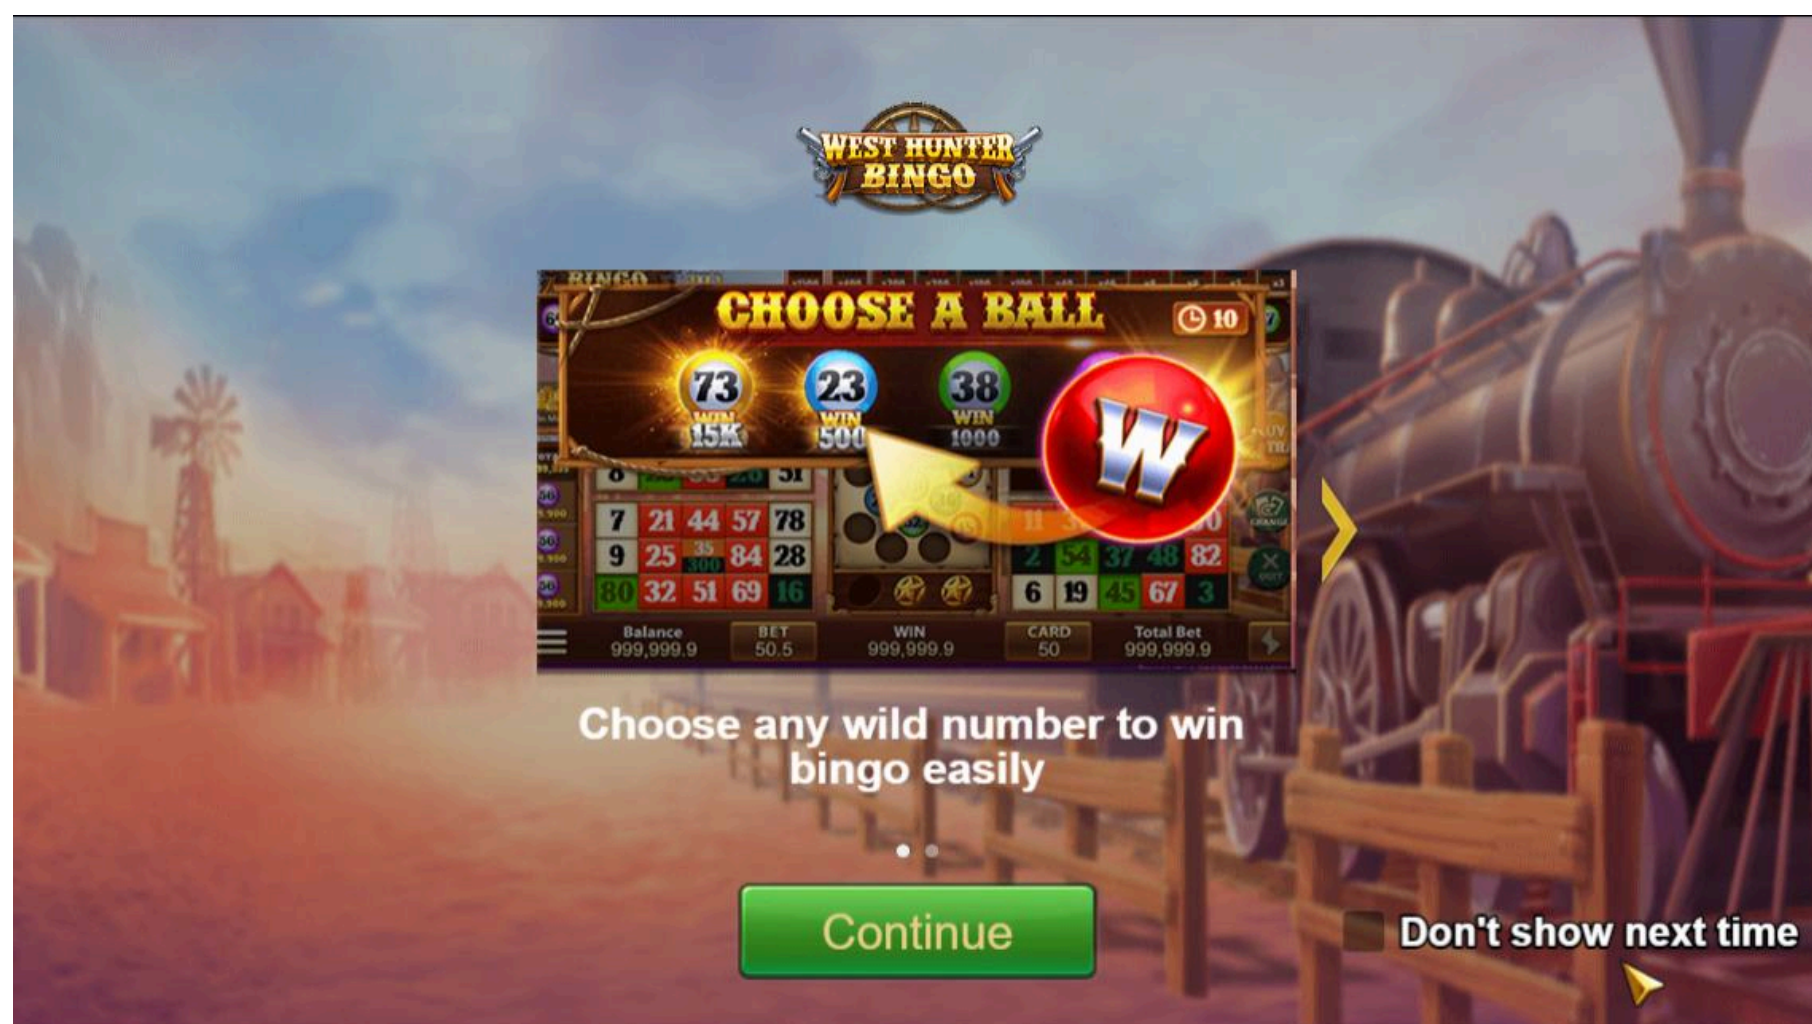 WEST HUNTER
BINGO
BINGO
CHOOSE A BALL
10
73 23 38
WIN WIN WIN
15K 500 1000
W
7 21 44 57 78
9 25 35 84 28
300
2 54 37 48 82
80 32 51 69 16
6 19 45 67 3
Balance BET WIN CARD Total Bet
999,999.9 50.5 999,999.9 50 999,999.9
Choose any wild number to win
bingo easily
Continue
Don't show next time